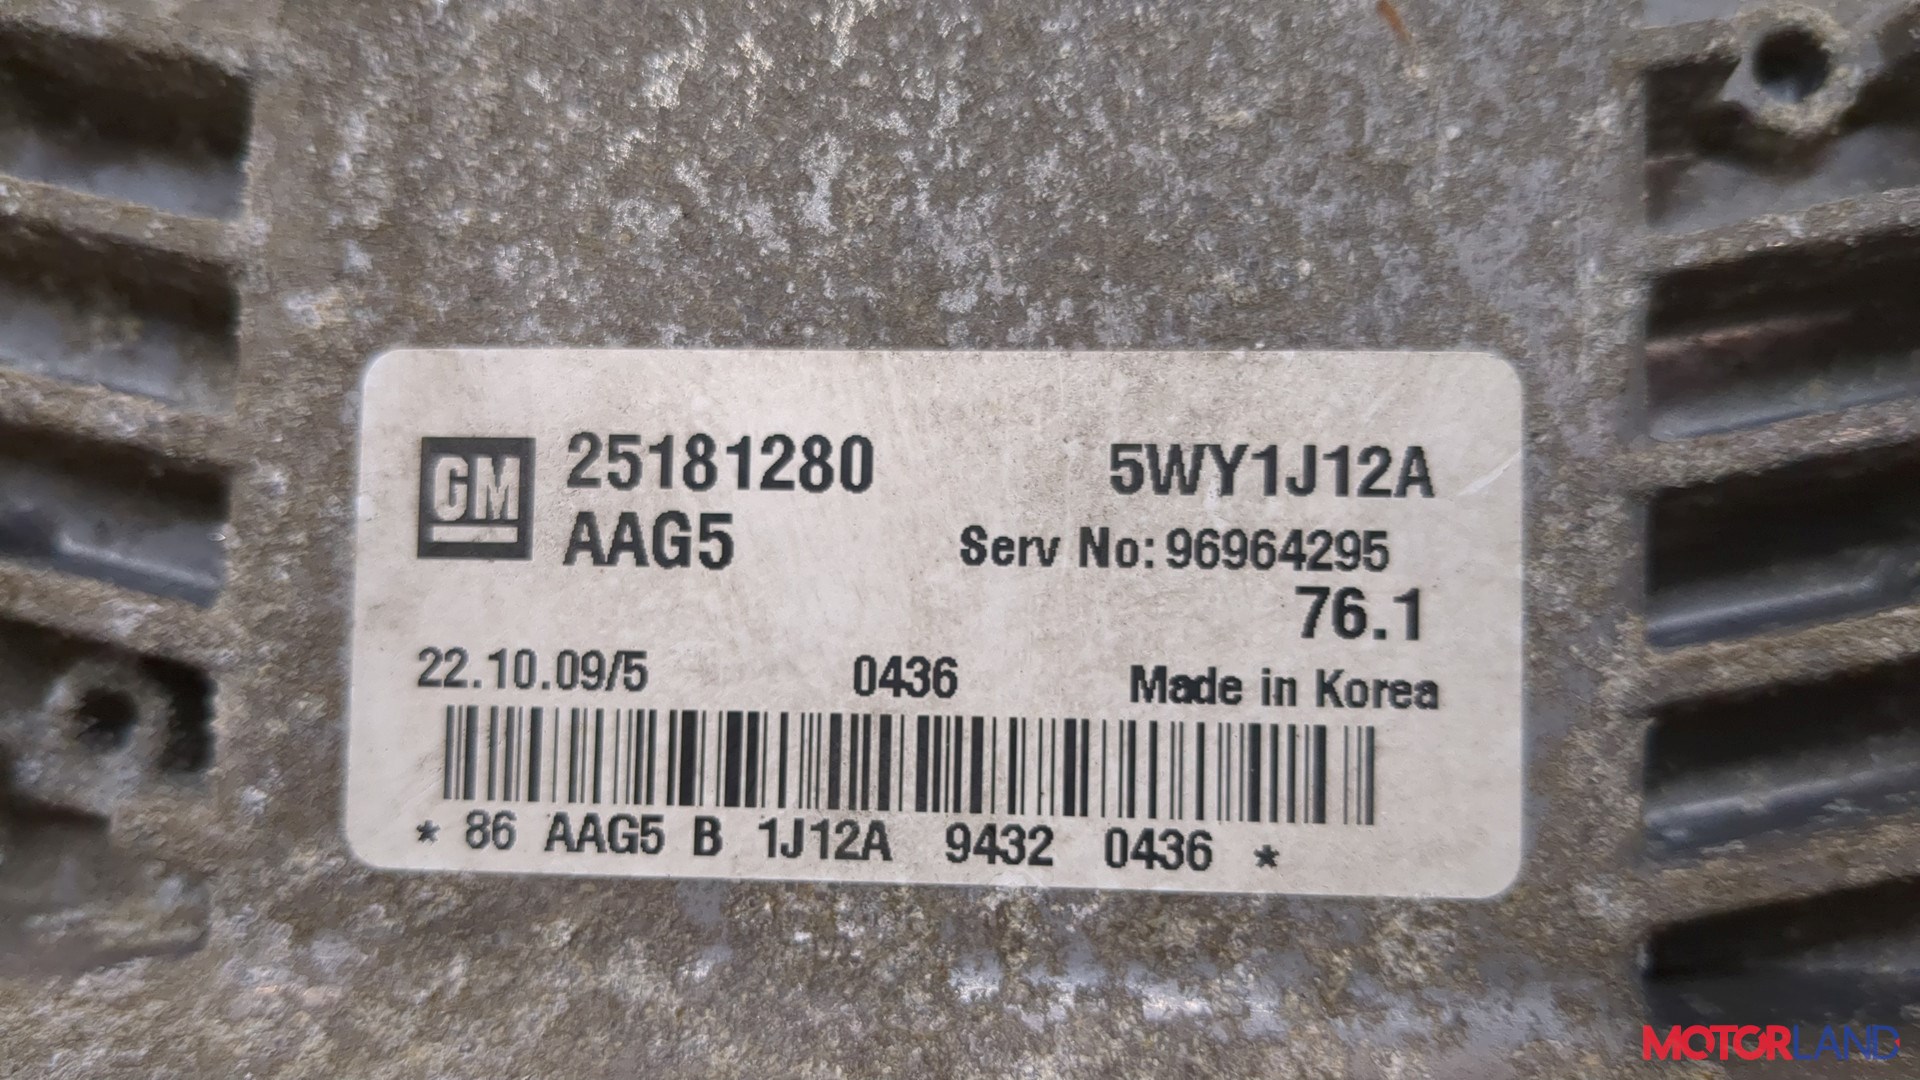 GM 25181280 5WY1J12A
AAG5 Serv No: 96964295
76.1
22.10.09/5 0436 Made in Korea
* 86 AAG5 B 1J12A 9432 0436 *
MOTORLAND